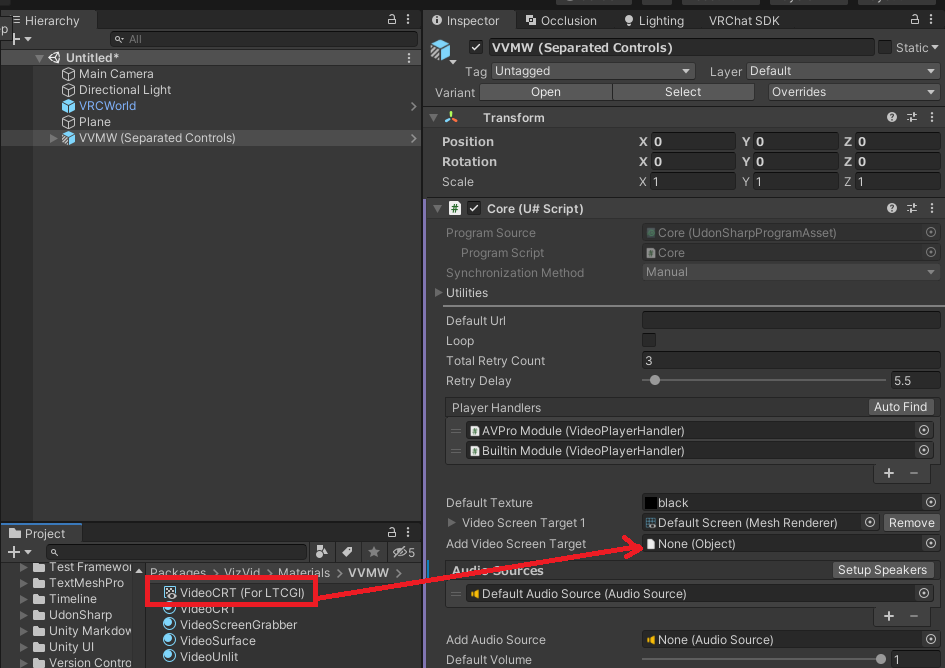 Hierarchy
All
Untitled*
Main Camera
Directional Light
VRCWorld
Plane
VVMW (Separated Controls)
Project
5
Test Framewor
TextMeshPro
Timeline
UdonSharp
Unity Markdow
Unity UI
Version Contro
Packages > VizVid > Materials > VVMW >
VideoCRT (For LTCGI)
VideoCRT
VideoScreenGrabber
VideoSurface
VideoUnlit
Inspector Occlusion Lighting VRChat SDK
VVMW (Separated Controls) Static
Tag Untagged Layer Default
Variant Open Select Overrides
Transform
Position X 0 Y 0 Z 0
Rotation X 0 Y 0 Z 0
Scale X 1 Y 1 Z 1
# Core (U# Script)
Program Source Core (UdonSharpProgramAsset)
Program Script # Core
Synchronization Method Manual
Utilities
Default Url
Loop
Total Retry Count 3
Retry Delay 5.5
Player Handlers Auto Find
# AVPro Module (VideoPlayerHandler)
# Builtin Module (VideoPlayerHandler)
+ −
Default Texture black
Video Screen Target 1 Default Screen (Mesh Renderer) Remove
Add Video Screen Target None (Object)
Audio Sources Setup Speakers
Default Audio Source (Audio Source)
+ −
Add Audio Source None (Audio Source)
Default Volume 1